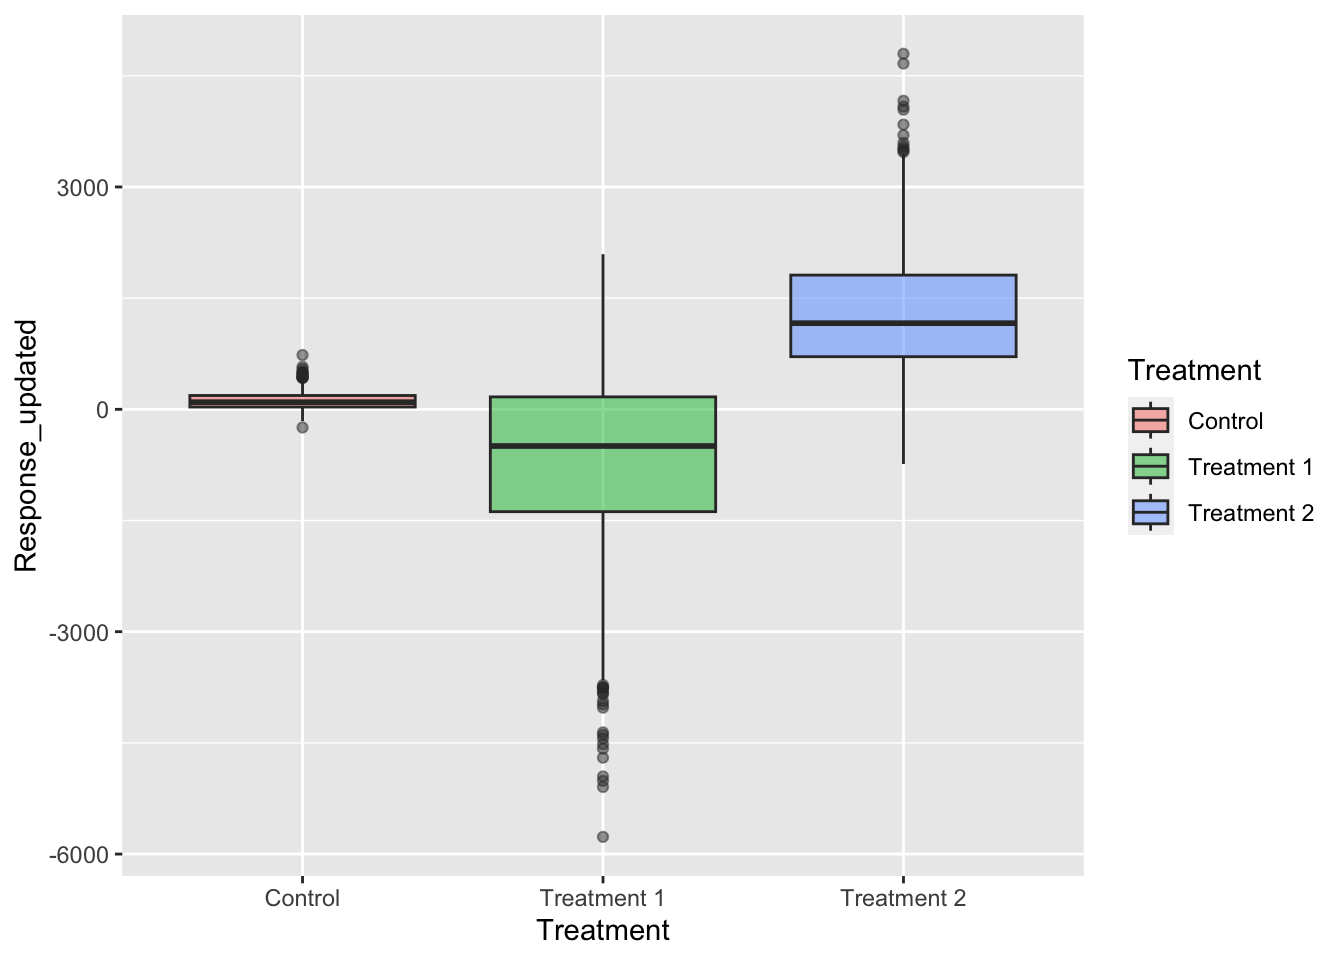 Response_updated
3000
0
-3000
-6000
Control
Treatment 1
Treatment 2
Treatment
Treatment
Control
Treatment 1
Treatment 2